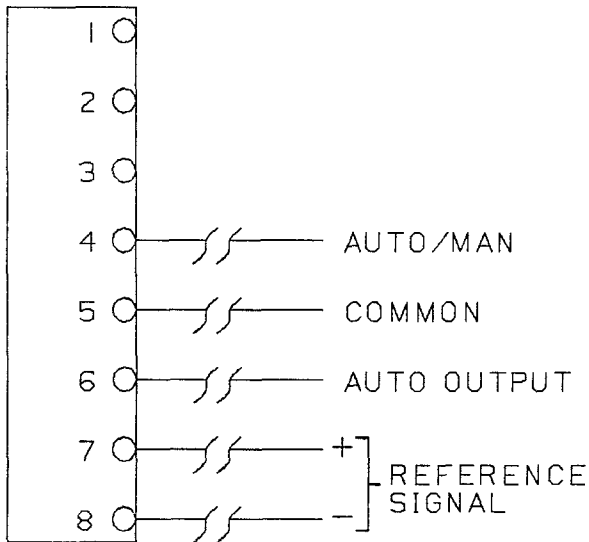 1
2
3
4 AUTO/MAN
5 COMMON
6 AUTO OUTPUT
7 +
REFERENCE
SIGNAL
8 -